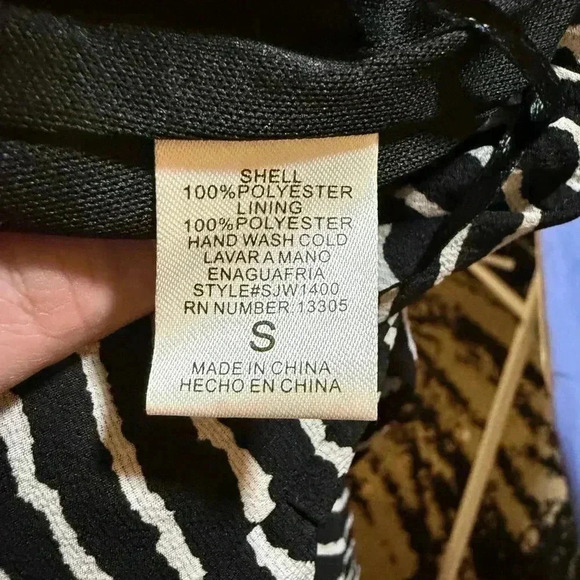 SHELL
100%POLYESTER
LINING
100%POLYESTER
HAND WASH COLD
LAVAR A MANO
ENAGUAFRIA
STYLE#SJW1400
RN NUMBER:13305
S
MADE IN CHINA
HECHO EN CHINA